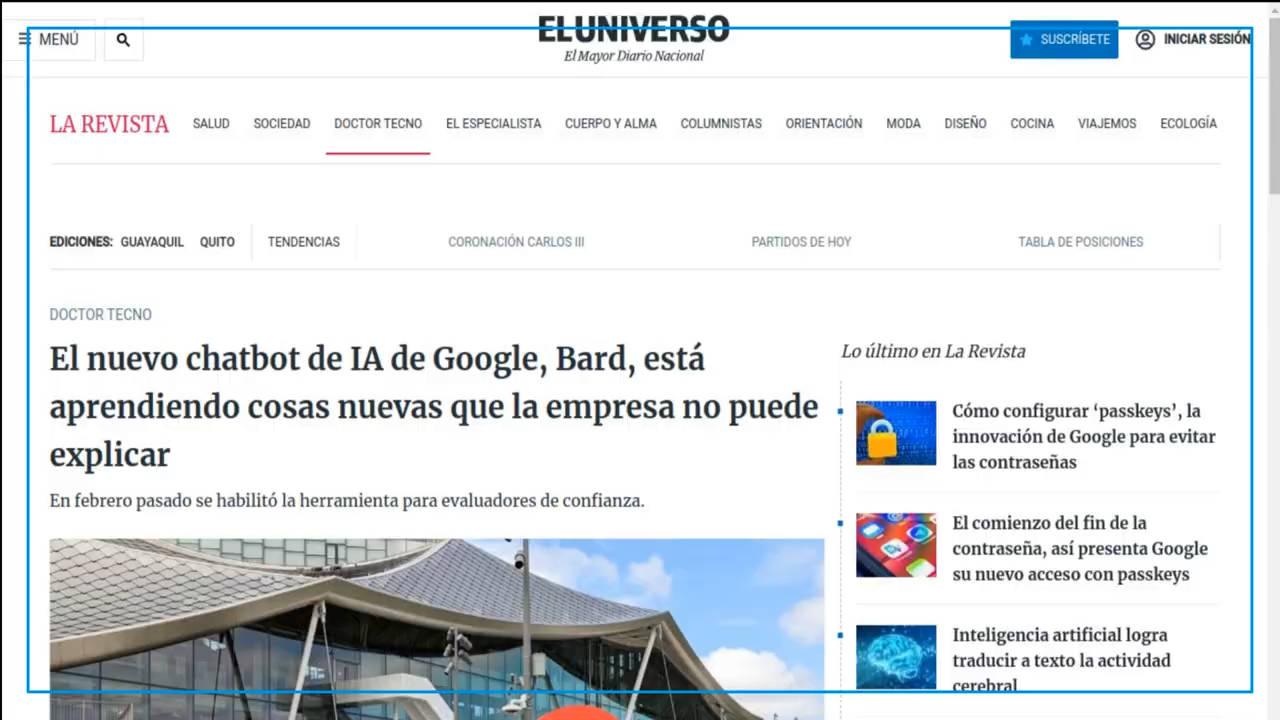 MENÚ
EL UNIVERSO
El Mayor Diario Nacional
SUSCRÍBETE
INICIAR SESIÓN
LA REVISTA
SALUD
SOCIEDAD
DOCTOR TECNO
EL ESPECIALISTA
CUERPO Y ALMA
COLUMNISTAS
ORIENTACIÓN
MODA
DISEÑO
COCINA
VIAJEMOS
ECOLOGÍA
EDICIONES: GUAYAQUIL QUITO
TENDENCIAS
CORONACIÓN CARLOS III
PARTIDOS DE HOY
TABLA DE POSICIONES
DOCTOR TECNO
El nuevo chatbot de IA de Google, Bard, está
aprendiendo cosas nuevas que la empresa no puede
explicar
En febrero pasado se habilitó la herramienta para evaluadores de confianza.
Lo último en La Revista
Cómo configurar ‘passkeys’, la
innovación de Google para evitar
las contraseñas
El comienzo del fin de la
contraseña, así presenta Google
su nuevo acceso con passkeys
Inteligencia artificial logra
traducir a texto la actividad
cerebral